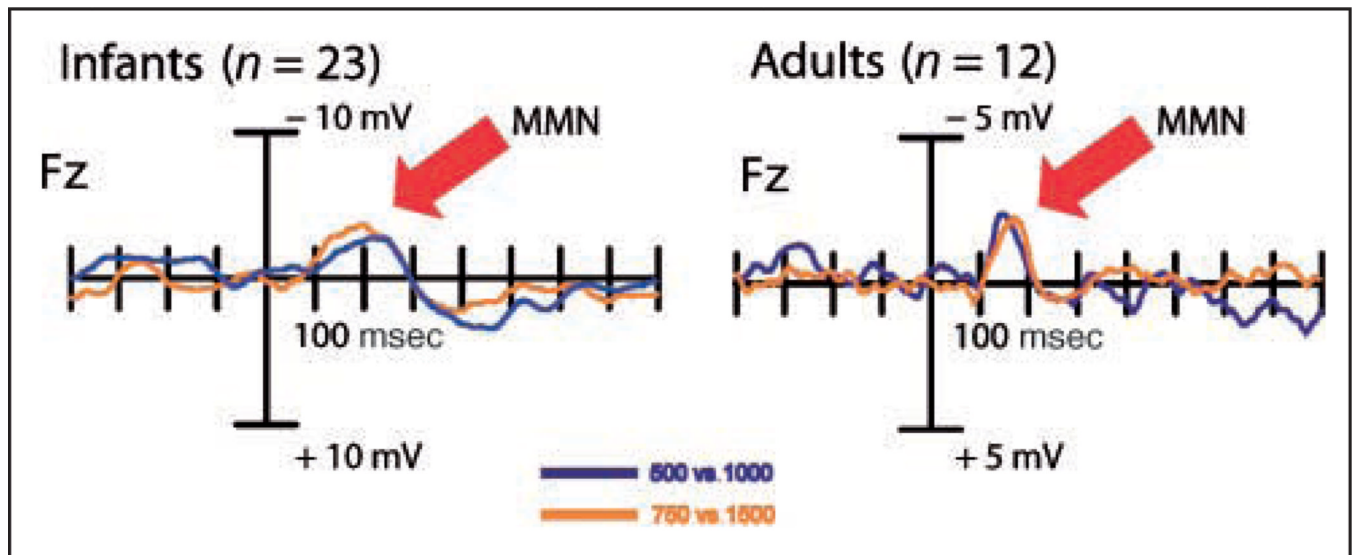 Infants (n = 23)
− 10 mV
MMN
Fz
100 msec
+ 10 mV
Adults (n = 12)
− 5 mV
MMN
Fz
100 msec
+ 5 mV
500 vs.1000
750 vs.1500